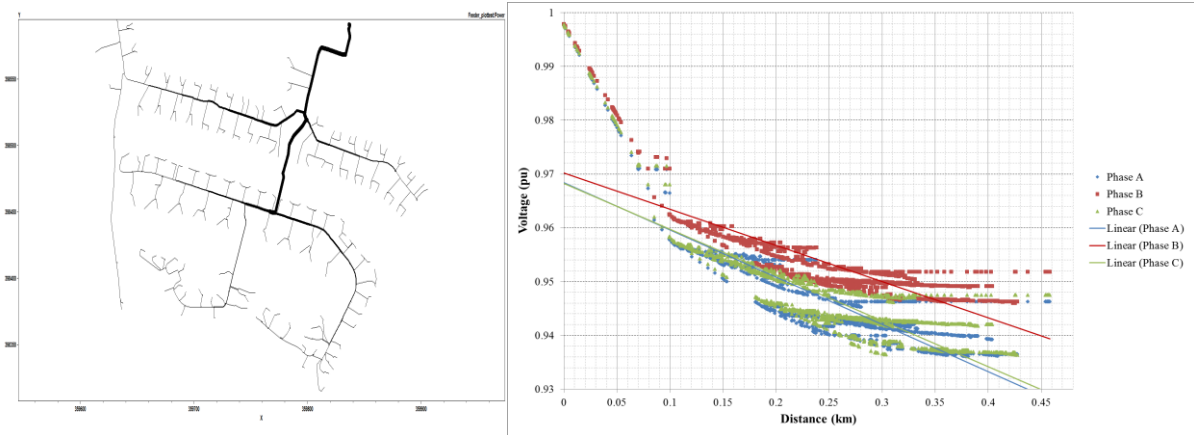 Y
X
1
0.99
0.98
0.97
0.96
0.95
0.94
0.93
0
0.05
0.1
0.15
0.2
0.25
0.3
0.35
0.4
0.45
Voltage (pu)
Distance (km)
Phase A
Phase B
Phase C
Linear (Phase A)
Linear (Phase B)
Linear (Phase C)